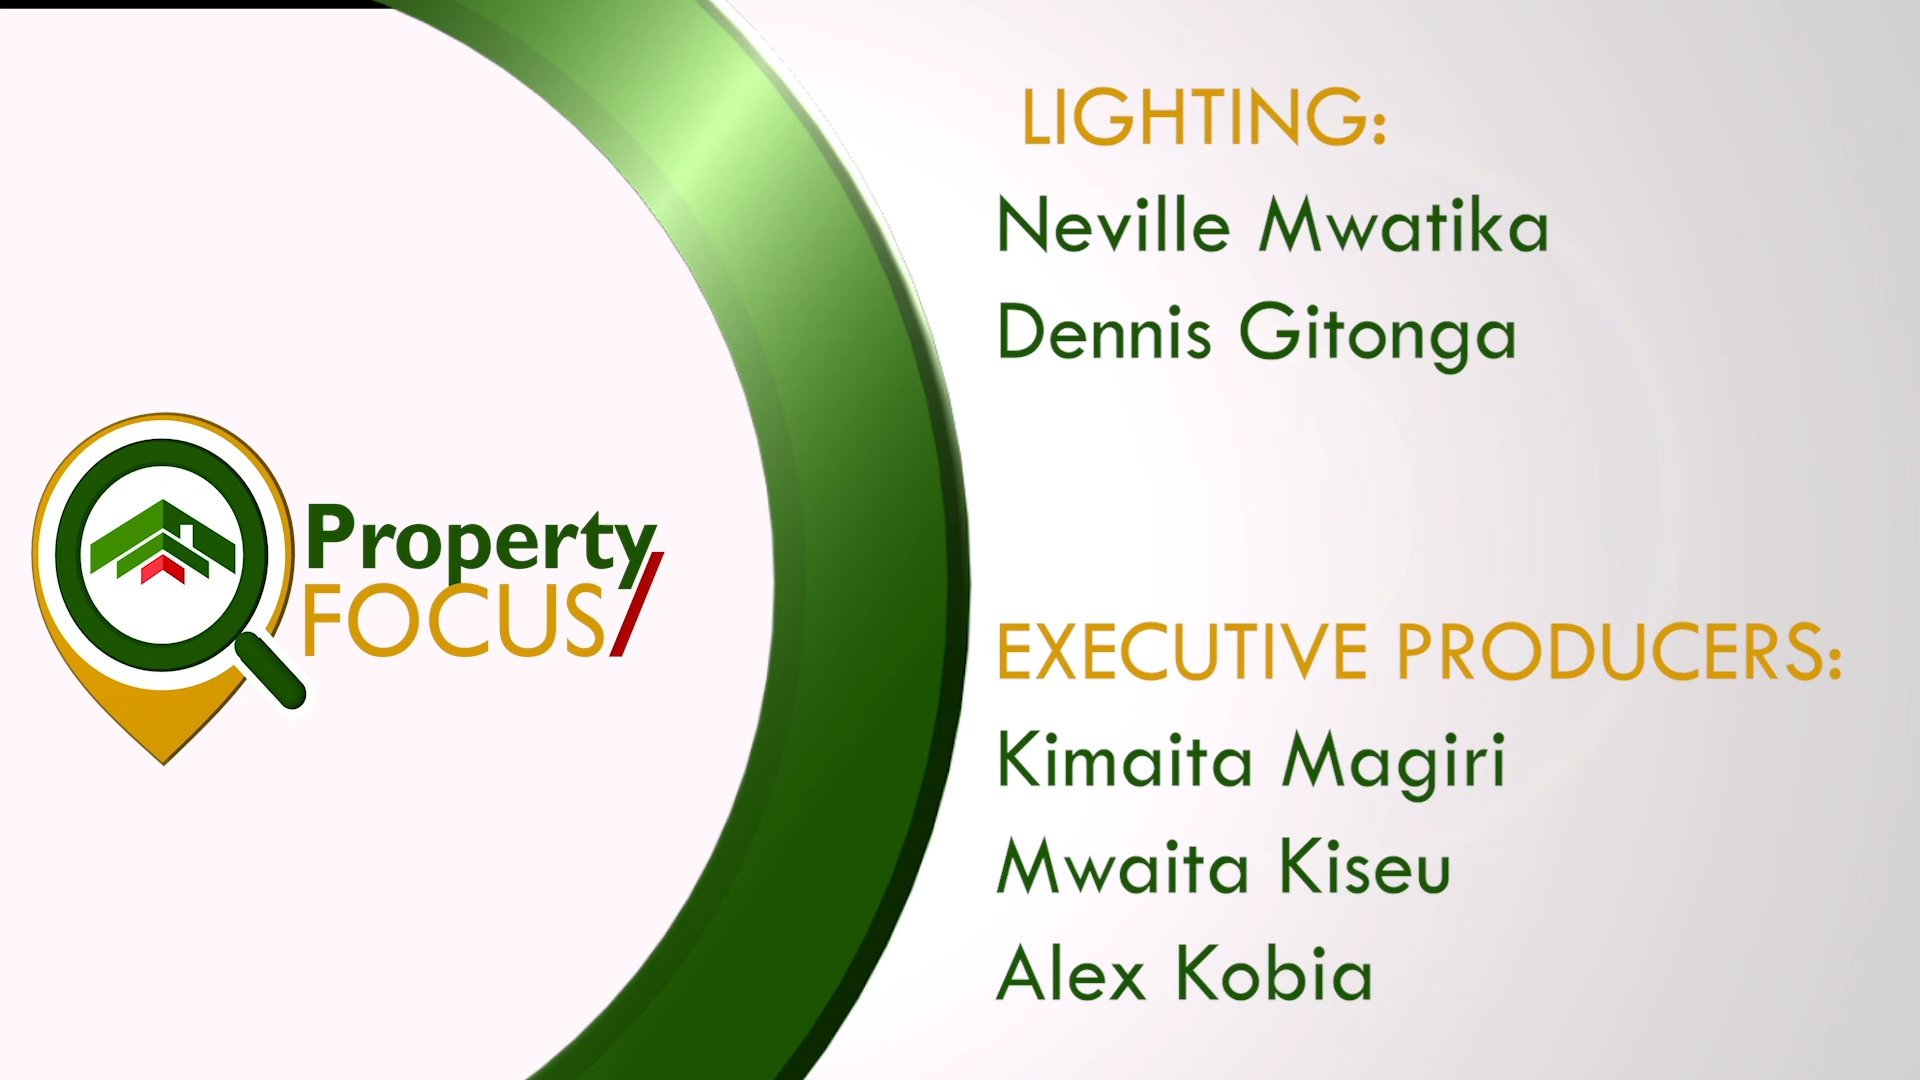 Property
FOCUS/
LIGHTING:
Neville Mwatika
Dennis Gitonga
EXECUTIVE PRODUCERS:
Kimaita Magiri
Mwaita Kiseu
Alex Kobia